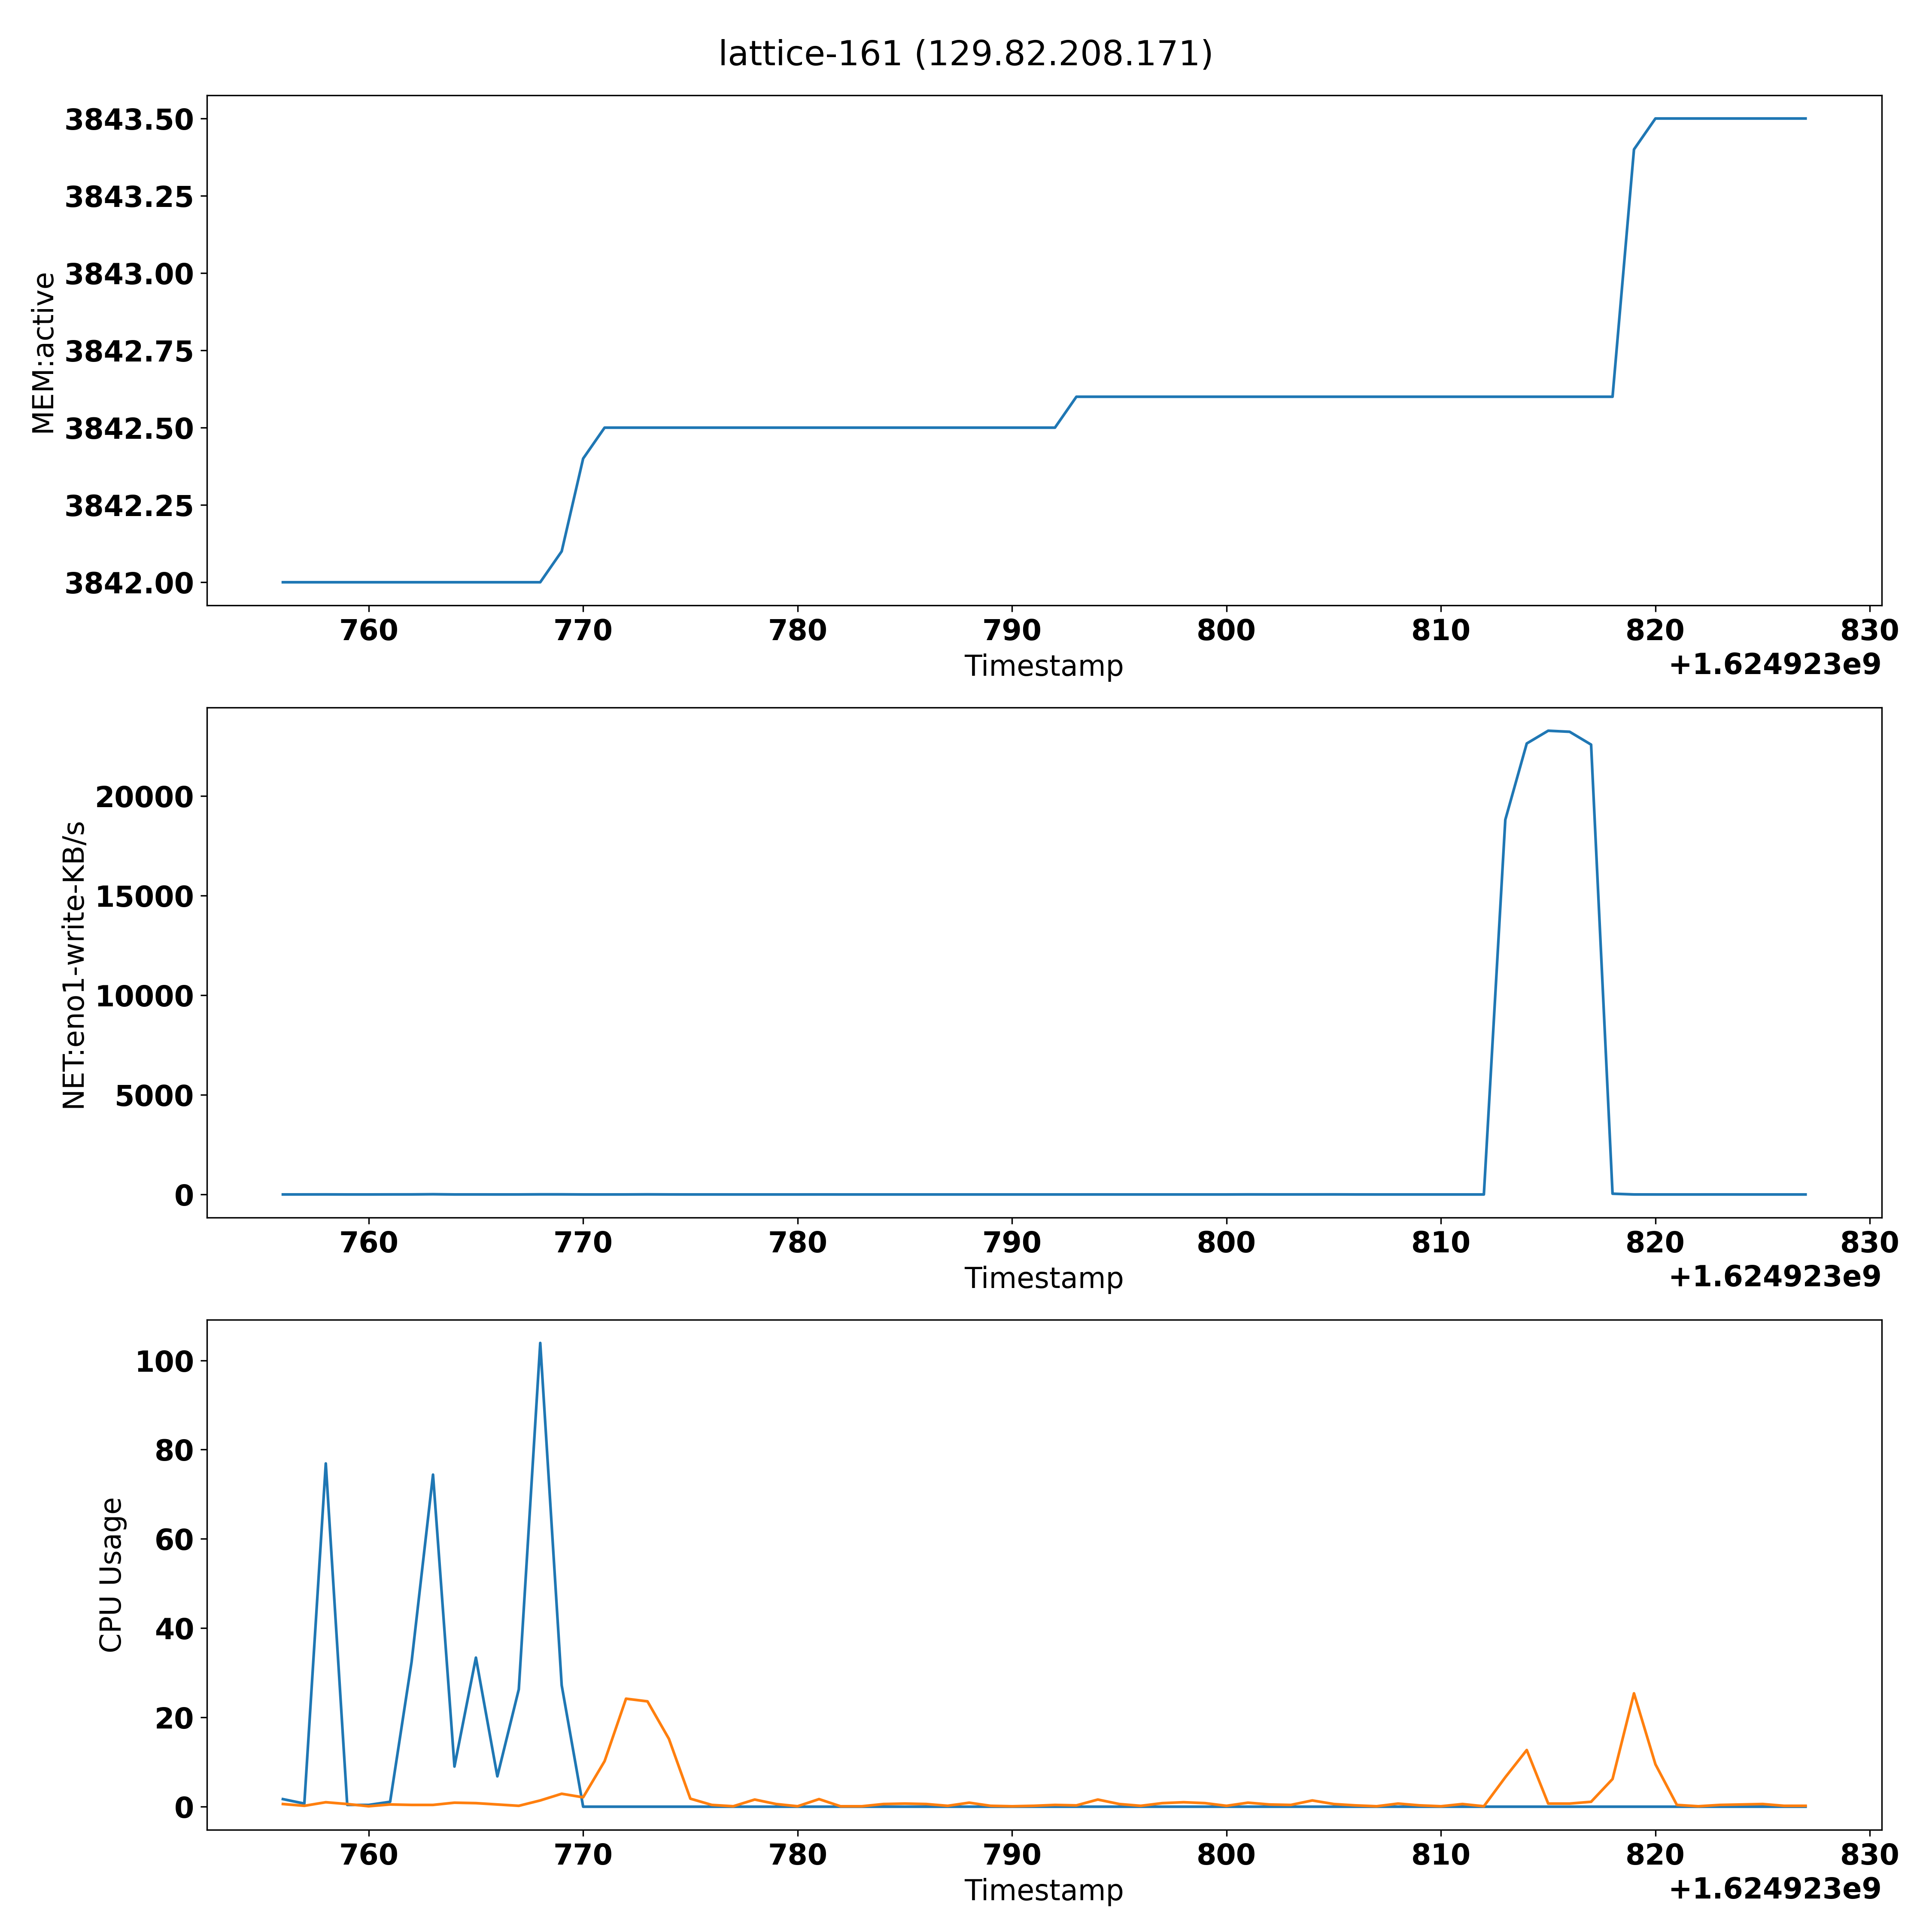 lattice-161 (129.82.208.171)
3843.50
3843.25
3843.00
3842.75
3842.50
3842.25
3842.00
MEM:active
760 770 780 790 800 810 820 830
Timestamp
+1.624923e9
20000
15000
10000
5000
0
NET:eno1-write-KB/s
760 770 780 790 800 810 820 830
Timestamp
+1.624923e9
100
80
60
40
20
0
CPU Usage
760 770 780 790 800 810 820 830
Timestamp
+1.624923e9